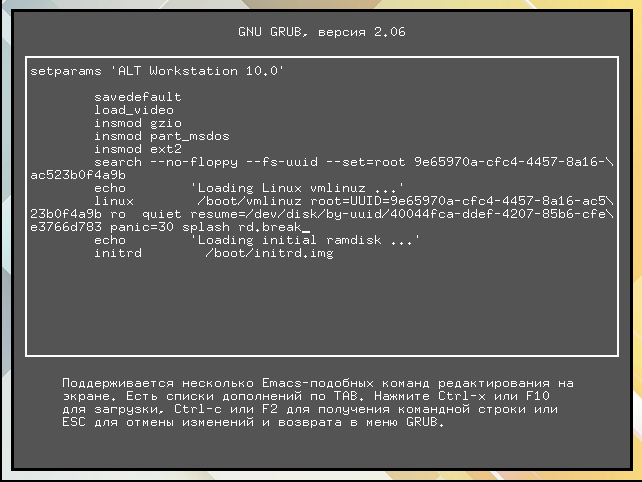 GNU GRUB, версия 2.06
setparams 'ALT Workstation 10.0'
savedefault
load_video
insmod gzio
insmod part_msdos
insmod ext2
search --no-floppy --fs-uuid --set=root 9e65970a-cfc4-4457-8a16-\
ac523b0f4a9b
echo 'Loading Linux vmlinuz ...'
linux /boot/vmlinuz root=UUID=9e65970a-cfc4-4457-8a16-ac5\
23b0f4a9b ro quiet resume=/dev/disk/by-uuid/40044fca-ddef-4207-85b6-cfe\
e3766d783 panic=30 splash rd.break_
echo 'Loading initial ramdisk ...'
initrd /boot/initrd.img
Поддерживается несколько Emacs-подобных команд редактирования на
экране. Есть списки дополнений по TAB. Нажмите Ctrl-x или F10
для загрузки, Ctrl-c или F2 для получения командной строки или
ESC для отмены изменений и возврата в меню GRUB.